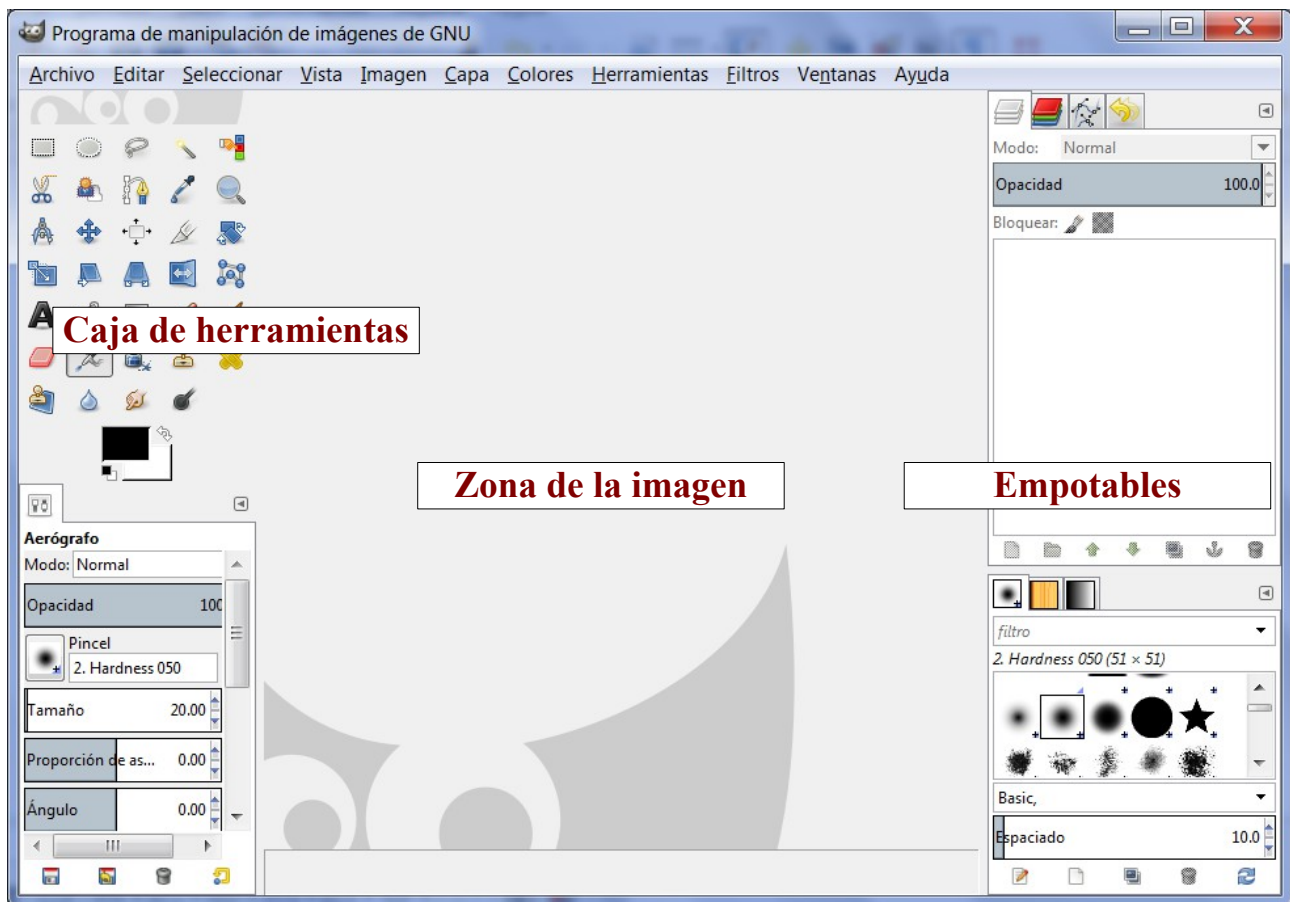 Programa de manipulación de imágenes de GNU
Archivo Editar Seleccionar Vista Imagen Capa Colores Herramientas Filtros Ventanas Ayuda
Caja de herramientas
Aerógrafo
Modo: Normal
Opacidad 100
Pincel
2. Hardness 050
Tamaño 20.00
Proporción de as... 0.00
Ángulo 0.00
Zona de la imagen
Modo: Normal
Opacidad 100.0
Bloquear:
Empotables
filtro
2. Hardness 050 (51 × 51)
Basic,
Espaciado 10.0